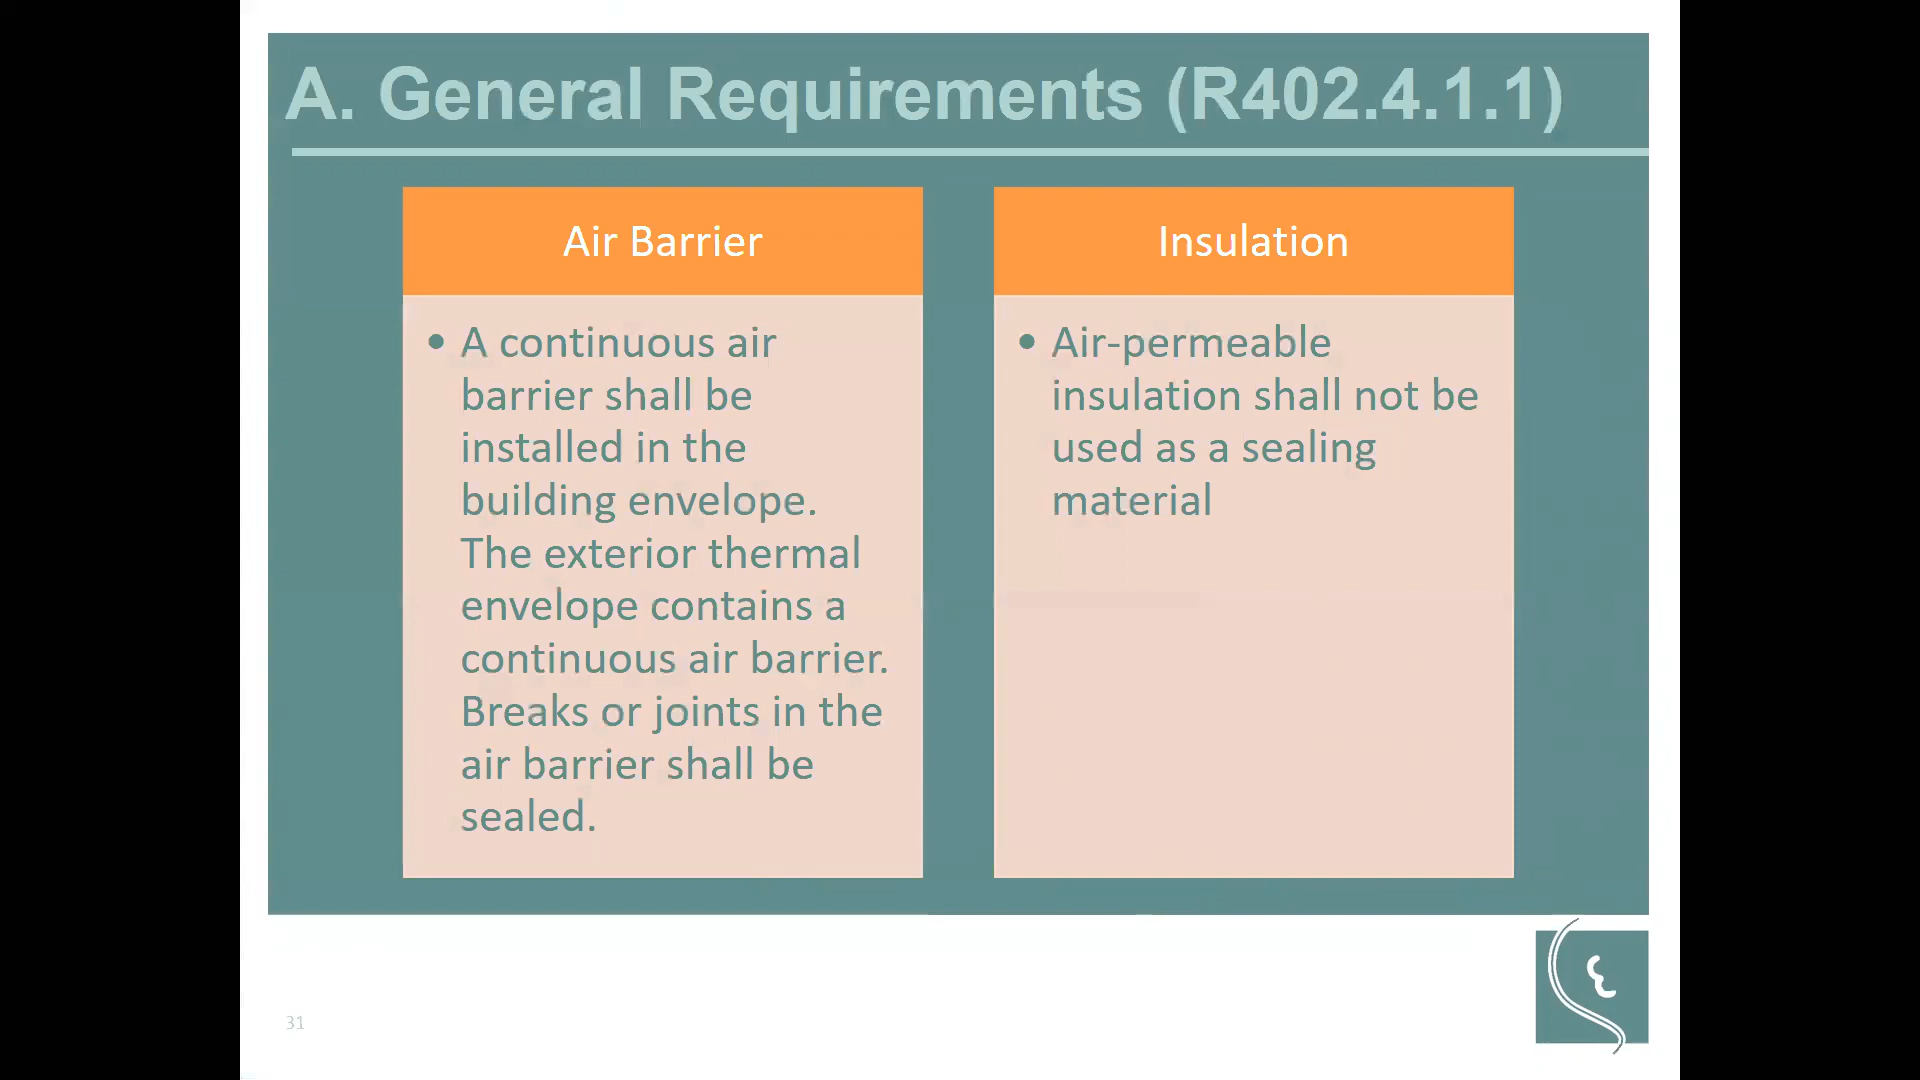 A. General Requirements (R402.4.1.1)
Air Barrier
• A continuous air
barrier shall be
installed in the
building envelope.
The exterior thermal
envelope contains a
continuous air barrier.
Breaks or joints in the
air barrier shall be
sealed.
Insulation
• Air-permeable
insulation shall not be
used as a sealing
material
31